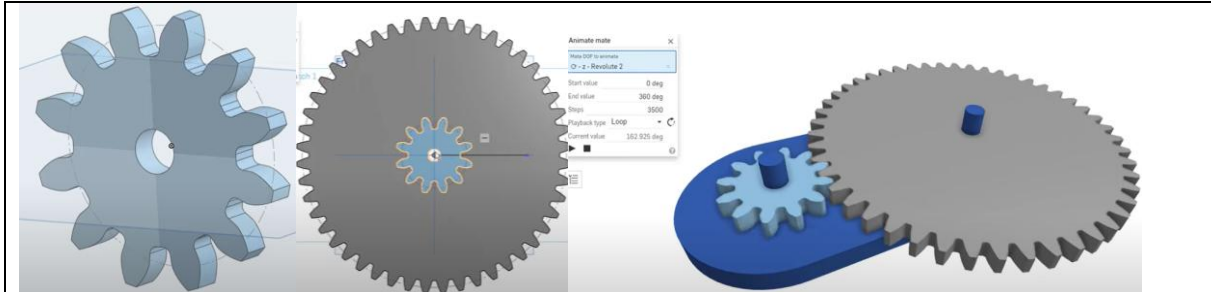 Animate mate
Mate DOF to animate
z - Revolute 2
Start value 0 deg
End value 360 deg
Steps 3500
Playback type Loop
Current value 162.925 deg